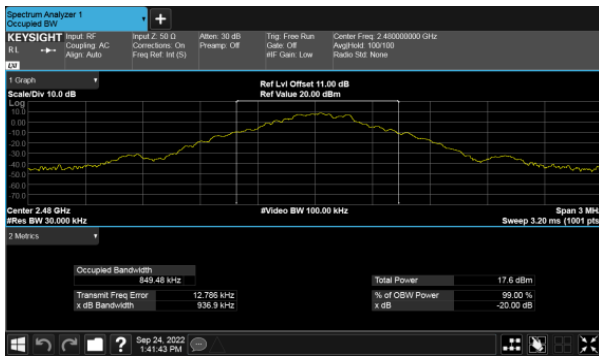 Spectrum Analyzer 1
Occupied BW
+
KEYSIGHT Input: RF Input Z: 50 Ω Atten: 30 dB Trig: Free Run Center Freq: 2.480000000 GHz
RL Coupling: AC Corrections: On Preamp: Off Gate: Off Avg|Hold: 100/100
Align: Auto Freq Ref: Int (S) #IF Gain: Low Radio Std: None
1 Graph
Scale/Div 10.0 dB Ref Lvl Offset 11.00 dB
Ref Value 20.00 dBm
Log
10.0
0.00
-10.0
-20.0
-30.0
-40.0
-50.0
-60.0
-70.0
Center 2.48 GHz #Video BW 100.00 kHz Span 3 MH
#Res BW 30.000 kHz Sweep 3.20 ms (1001 pts
2 Metrics
Occupied Bandwidth
849.48 kHz Total Power 17.6 dBm
Transmit Freq Error 12.786 kHz % of OBW Power 99.00 %
x dB Bandwidth 936.9 kHz x dB -20.00 dB
? Sep 24, 2022
1:41:43 PM